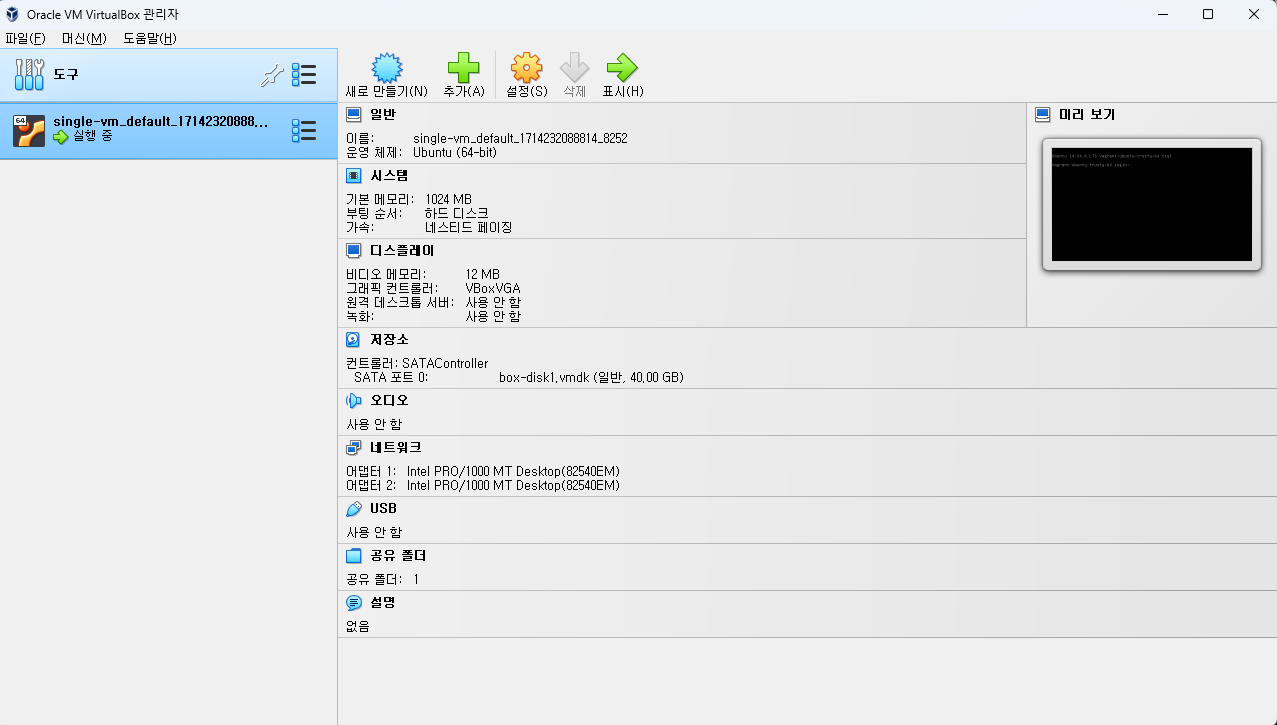 Oracle VM VirtualBox 관리자
파일(F) 머신(M) 도움말(H)
도구
새로 만들기(N) 추가(A) 설정(S) 삭제 표시(H)
64
single-vm_default_17142320888...
실행 중
일반
이름: single-vm_default_1714232088814_8252
운영 체제: Ubuntu (64-bit)
시스템
기본 메모리: 1024 MB
부팅 순서: 하드 디스크
가속: 네스티드 페이징
디스플레이
비디오 메모리: 12 MB
그래픽 컨트롤러: VBoxVGA
원격 데스크톱 서버: 사용 안 함
녹화: 사용 안 함
저장소
컨트롤러: SATAController
SATA 포트 0: box-disk1.vmdk (일반, 40.00 GB)
오디오
사용 안 함
네트워크
어댑터 1: Intel PRO/1000 MT Desktop(82540EM)
어댑터 2: Intel PRO/1000 MT Desktop(82540EM)
USB
사용 안 함
공유 폴더
공유 폴더: 1
설명
없음
미리 보기